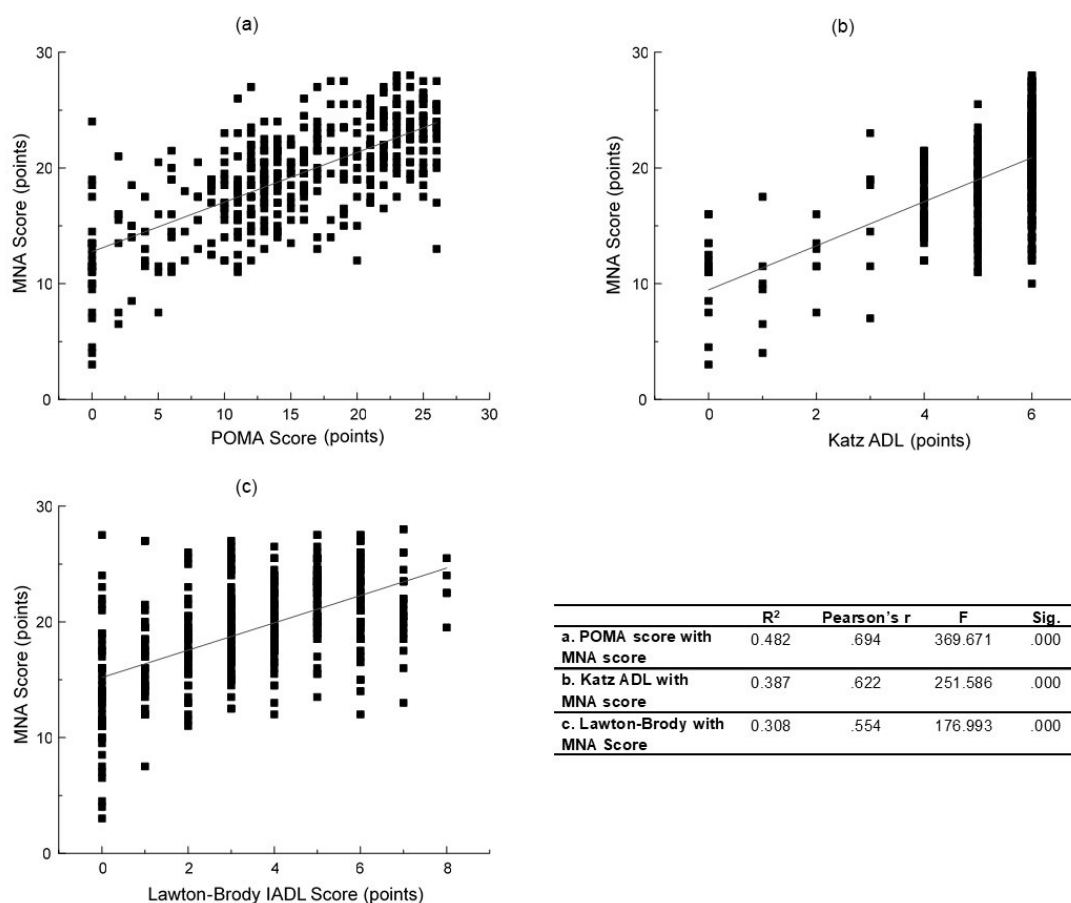 (a)
30
20
10
0
MNA Score (points)
0 5 10 15 20 25 30
POMA Score (points)
(b)
30
20
10
0
MNA Score (points)
0 2 4 6
Katz ADL (points)
(c)
30
20
10
0
MNA Score (points)
0 2 4 6 8
Lawton-Brody IADL Score (points)
R² Pearson's r F Sig.
a. POMA score with 0.482 .694 369.671 .000
MNA score
b. Katz ADL with 0.387 .622 251.586 .000
MNA score
c. Lawton-Brody with 0.308 .554 176.993 .000
MNA Score